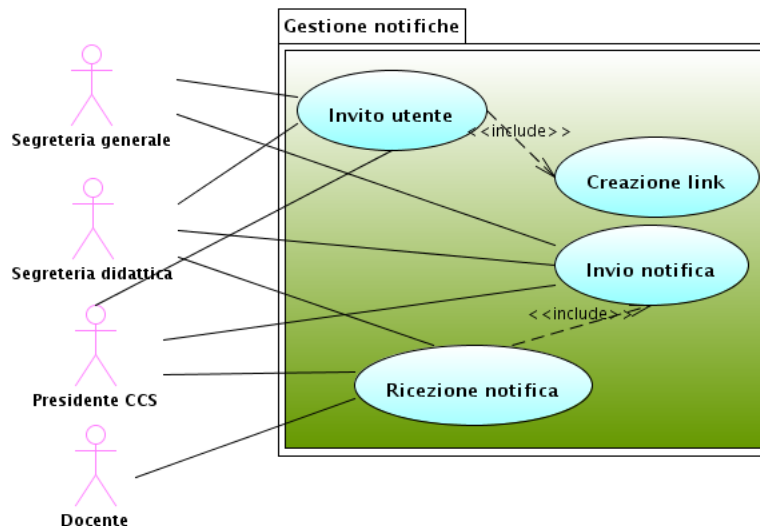 Gestione notifiche
Segreteria generale
Invito utente
<<include>>
Creazione link
Segreteria didattica
Invio notifica
<<include>>
Presidente CCS
Ricezione notifica
Docente